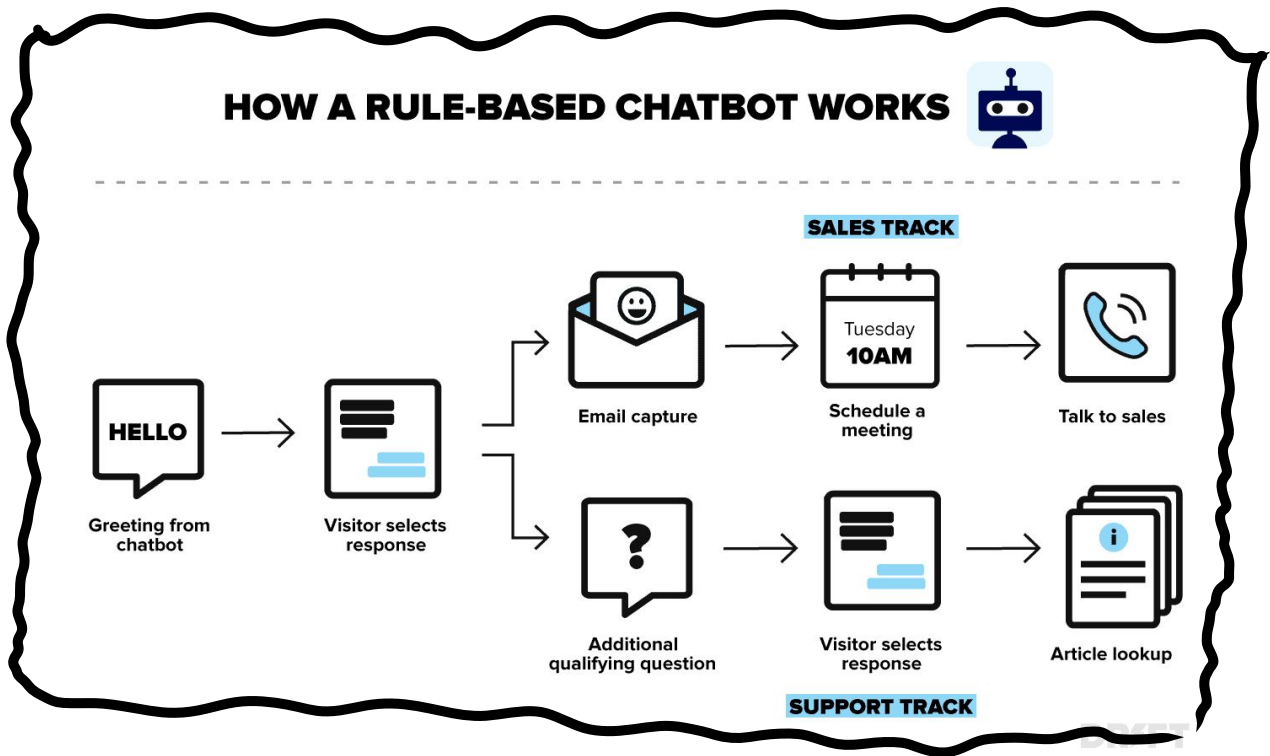 HOW A RULE-BASED CHATBOT WORKS
SALES TRACK
Tuesday
10AM
Email capture
Schedule a
meeting
Talk to sales
HELLO
Greeting from
chatbot
Visitor selects
response
?
Additional
qualifying question
Visitor selects
response
i
Article lookup
SUPPORT TRACK